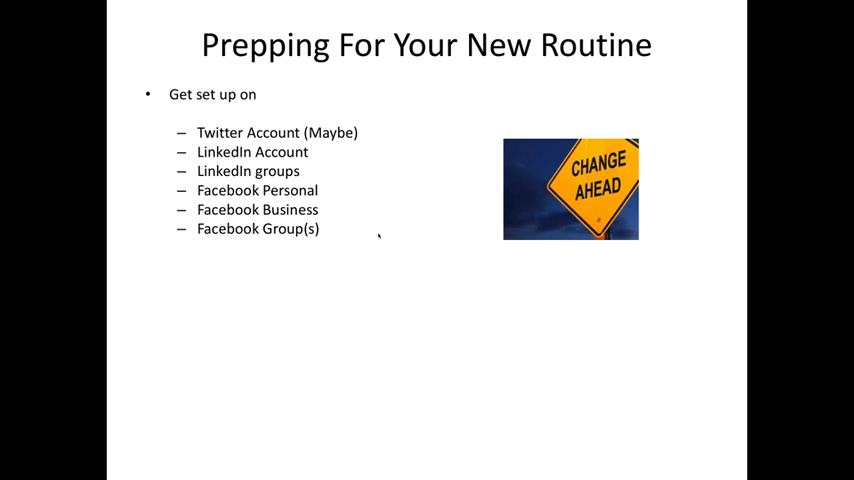 Prepping For Your New Routine
• Get set up on
– Twitter Account (Maybe)
– LinkedIn Account
– LinkedIn groups
– Facebook Personal
– Facebook Business
– Facebook Group(s)
CHANGE
AHEAD